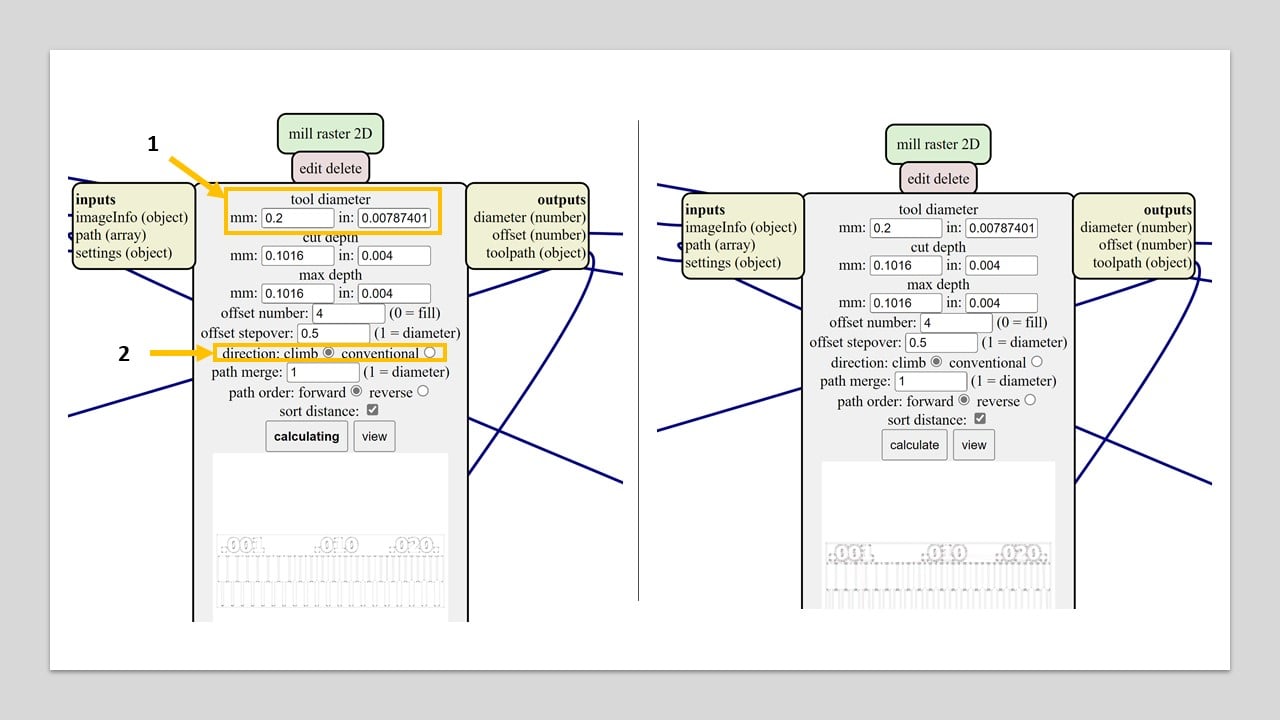 1
mill raster 2D
edit delete
inputs
imageInfo (object)
path (array)
settings (object)
tool diameter
mm: 0.2 in: 0.00787401
cut depth
mm: 0.1016 in: 0.004
max depth
mm: 0.1016 in: 0.004
offset number: 4 (0 = fill)
offset stepover: 0.5 (1 = diameter)
2
direction: climb conventional
path merge: 1 (1 = diameter)
path order: forward reverse
sort distance:
calculating view
.001 .010 .020
outputs
diameter (number)
offset (number)
toolpath (object)
mill raster 2D
edit delete
inputs
imageInfo (object)
path (array)
settings (object)
tool diameter
mm: 0.2 in: 0.00787401
cut depth
mm: 0.1016 in: 0.004
max depth
mm: 0.1016 in: 0.004
offset number: 4 (0 = fill)
offset stepover: 0.5 (1 = diameter)
direction: climb conventional
path merge: 1 (1 = diameter)
path order: forward reverse
sort distance:
calculate view
.001 .010 .020
outputs
diameter (number)
offset (number)
toolpath (object)